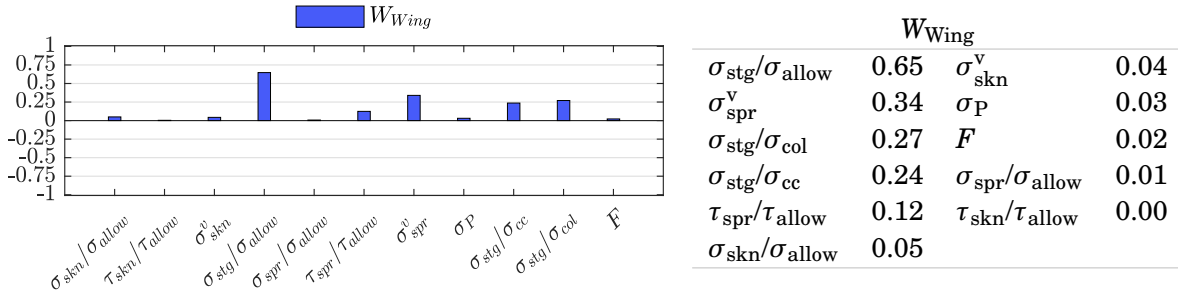 W_Wing
1
0.75
0.5
0.25
0
-0.25
-0.5
-0.75
-1
σ_skn/σ_allow
τ_skn/τ_allow
σ^v_skn
σ_stg/σ_allow
σ_spr/σ_allow
τ_spr/τ_allow
σ^v_spr
σ_P
σ_stg/σ_cc
σ_stg/σ_col
F
W_Wing
σ_stg/σ_allow 0.65 σ^v_skn 0.04
σ^v_spr 0.34 σ_P 0.03
σ_stg/σ_col 0.27 F 0.02
σ_stg/σ_cc 0.24 σ_spr/σ_allow 0.01
τ_spr/τ_allow 0.12 τ_skn/τ_allow 0.00
σ_skn/σ_allow 0.05